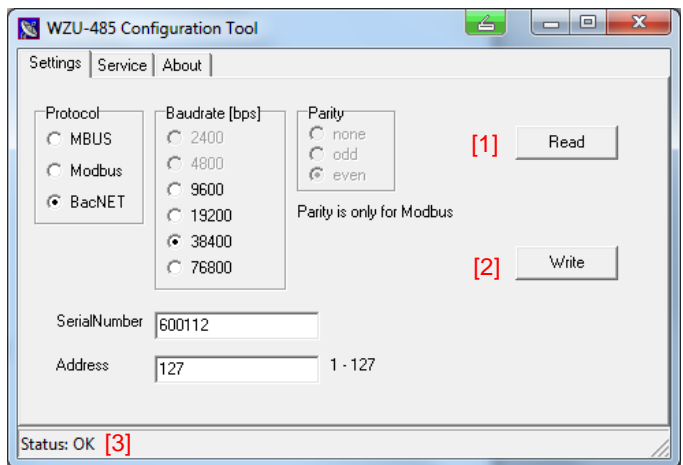 WZU-485 Configuration Tool
Settings Service About
Protocol
MBUS
Modbus
BacNET
Baudrate [bps]
2400
4800
9600
19200
38400
76800
Parity
none
odd
even
Parity is only for Modbus
[1] Read
[2] Write
SerialNumber 600112
Address 127 1 - 127
Status: OK [3]